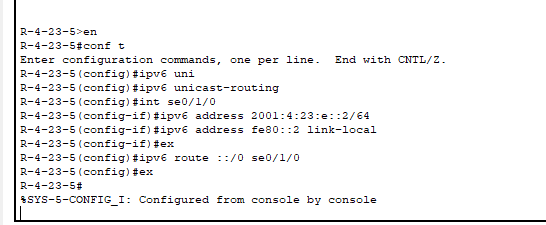 R-4-23-5>en
R-4-23-5#conf t
Enter configuration commands, one per line.  End with CNTL/Z.
R-4-23-5(config)#ipv6 uni
R-4-23-5(config)#ipv6 unicast-routing
R-4-23-5(config)#int se0/1/0
R-4-23-5(config-if)#ipv6 address 2001:4:23:e::2/64
R-4-23-5(config-if)#ipv6 address fe80::2 link-local
R-4-23-5(config-if)#ex
R-4-23-5(config)#ipv6 route ::/0 se0/1/0
R-4-23-5(config)#ex
R-4-23-5#
%SYS-5-CONFIG_I: Configured from console by console